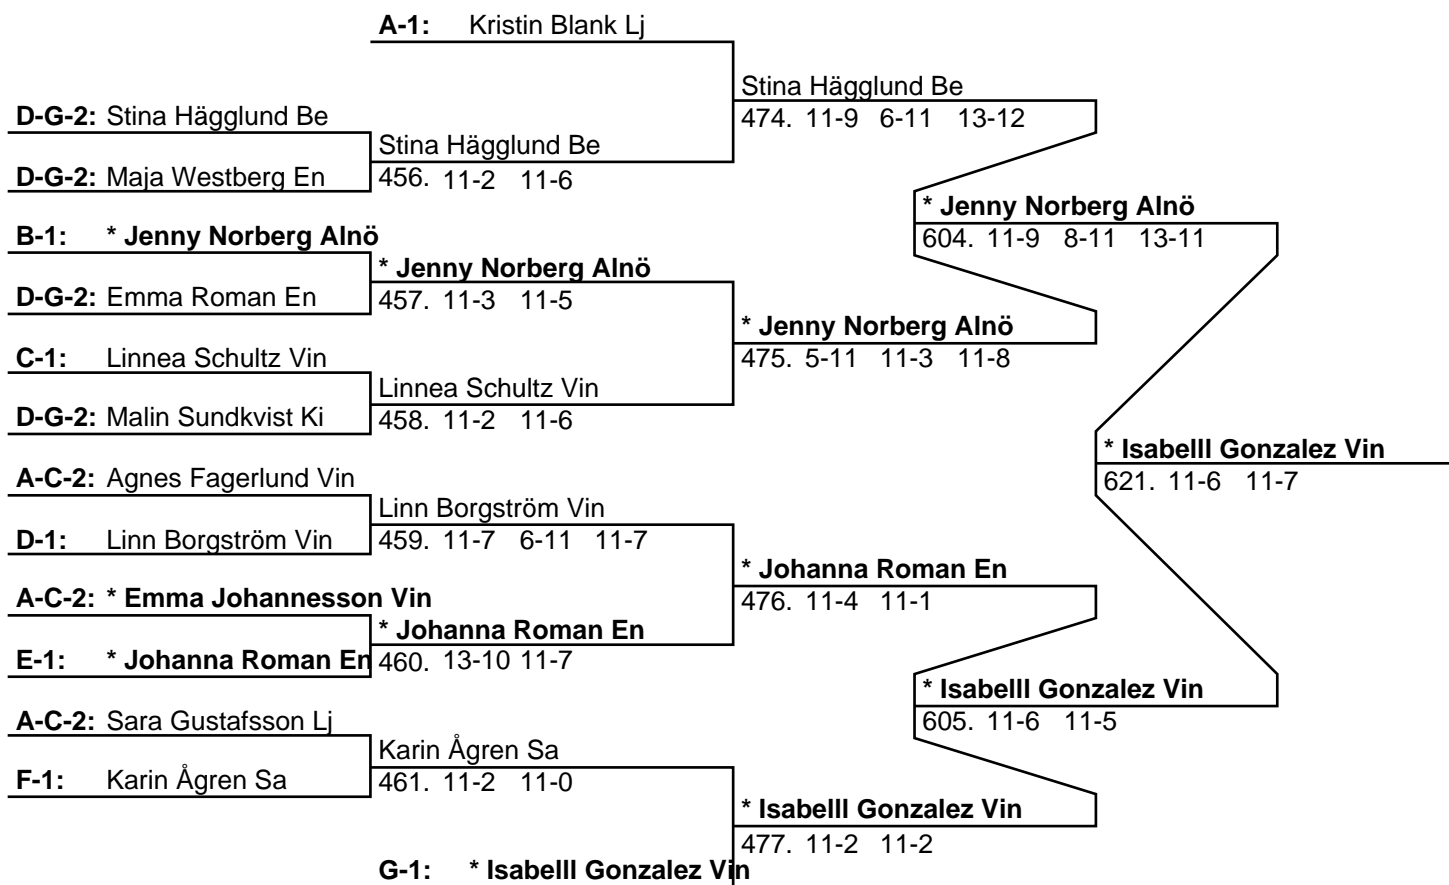 A-1: Kristin Blank Lj
Stina Hägglund Be
474. 11-9 6-11 13-12
D-G-2: Stina Hägglund Be
Stina Hägglund Be
456. 11-2 11-6
D-G-2: Maja Westberg En
* Jenny Norberg Alnö
604. 11-9 8-11 13-11
B-1: * Jenny Norberg Alnö
* Jenny Norberg Alnö
457. 11-3 11-5
D-G-2: Emma Roman En
* Jenny Norberg Alnö
475. 5-11 11-3 11-8
C-1: Linnea Schultz Vin
Linnea Schultz Vin
458. 11-2 11-6
D-G-2: Malin Sundkvist Ki
* Isabelll Gonzalez Vin
621. 11-6 11-7
A-C-2: Agnes Fagerlund Vin
Linn Borgström Vin
459. 11-7 6-11 11-7
D-1: Linn Borgström Vin
* Johanna Roman En
476. 11-4 11-1
A-C-2: * Emma Johannesson Vin
* Johanna Roman En
460. 13-10 11-7
E-1: * Johanna Roman En
* Isabelll Gonzalez Vin
605. 11-6 11-5
A-C-2: Sara Gustafsson Lj
Karin Ågren Sa
461. 11-2 11-0
F-1: Karin Ågren Sa
* Isabelll Gonzalez Vin
477. 11-2 11-2
G-1: * Isabelll Gonzalez Vin